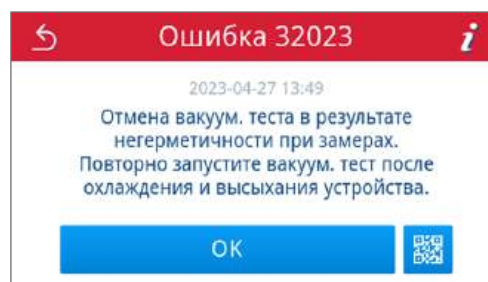 Ошибка 32023
i
2023-04-27 13:49
Отмена вакуум. теста в результате
негерметичности при замерах.
Повторно запустите вакуум. тест после
охлаждения и высыхания устройства.
OK